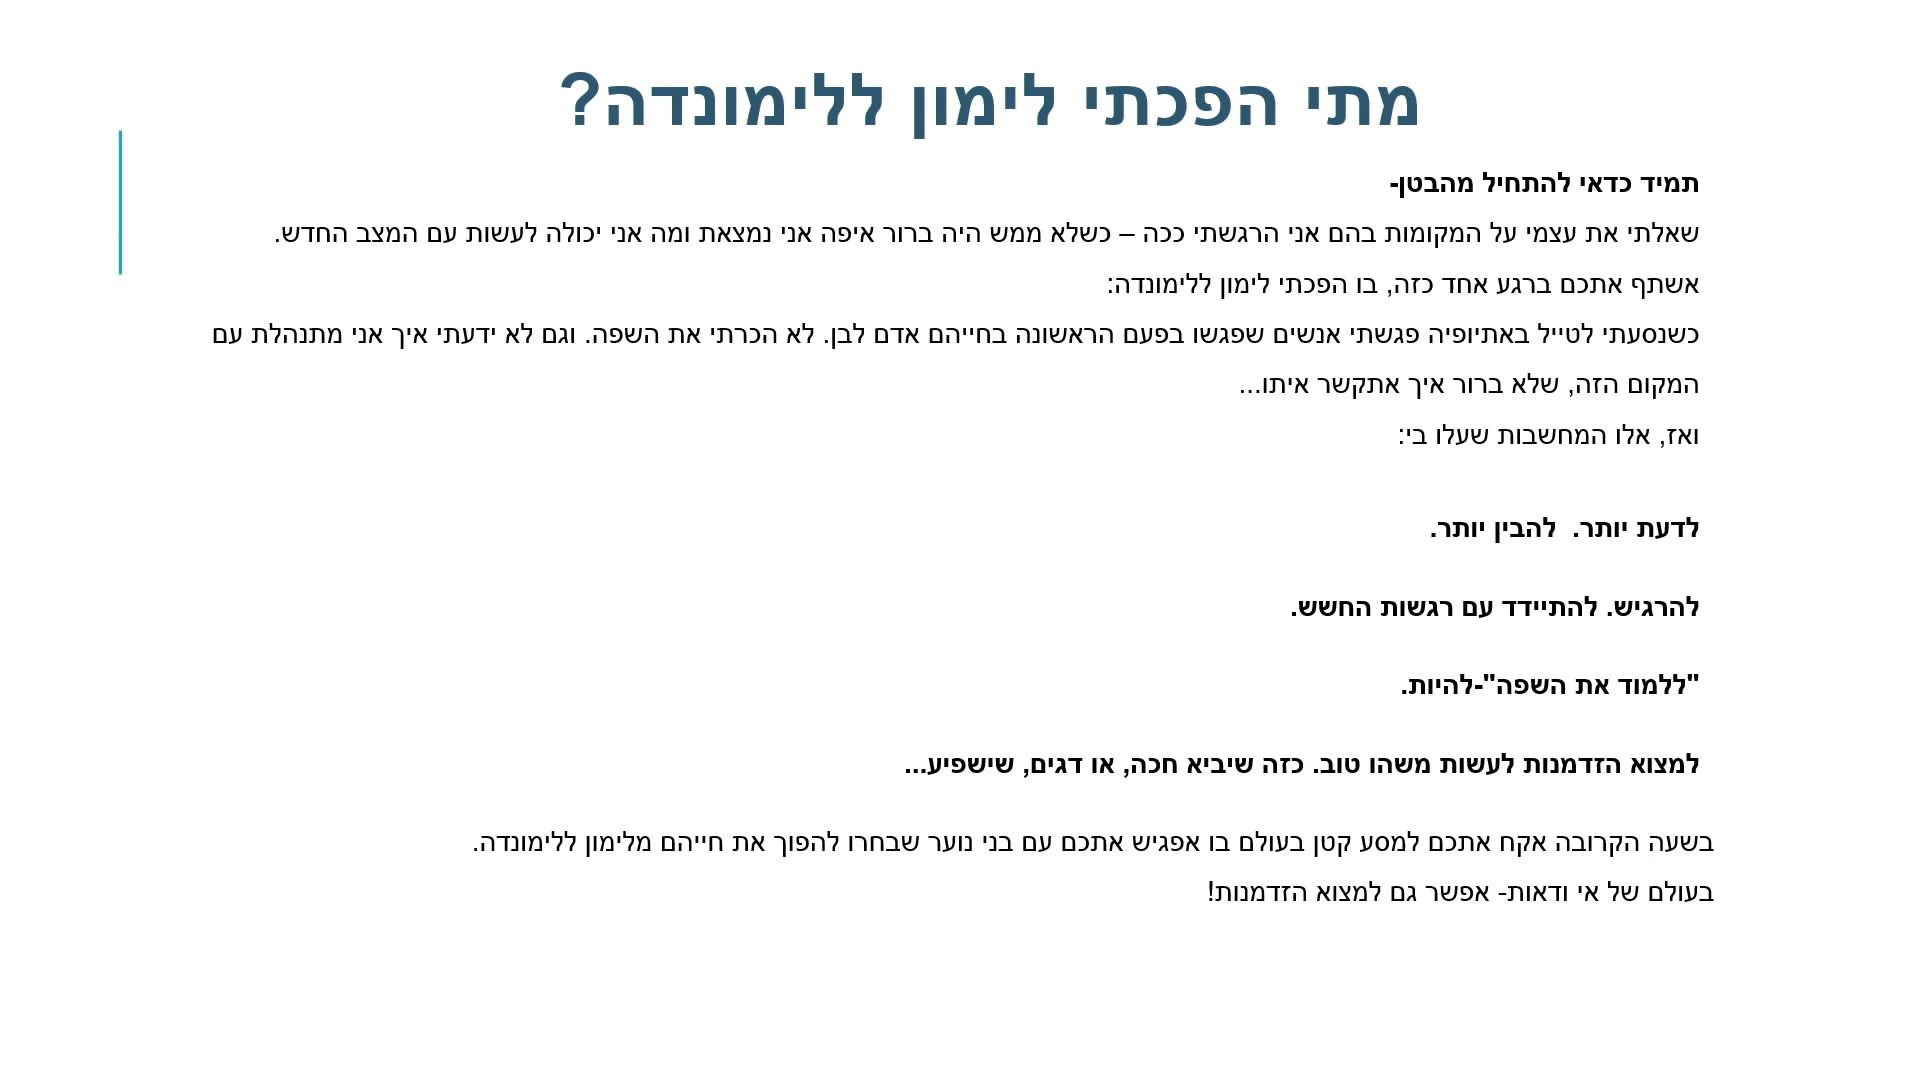 מתי הפכתי לימון ללימונדה?
תמיד כדאי להתחיל מהבטן-
שאלתי את עצמי על המקומות בהם אני הרגשתי ככה – כשלא ממש היה ברור איפה אני נמצאת ומה אני יכולה לעשות עם המצב החדש.
אשתף אתכם ברגע אחד כזה, בו הפכתי לימון ללימונדה:
כשנסעתי לטייל באתיופיה פגשתי אנשים שפגשו בפעם הראשונה בחייהם אדם לבן. לא הכרתי את השפה. וגם לא ידעתי איך אני מתנהלת עם
המקום הזה, שלא ברור איך אתקשר איתו...
ואז, אלו המחשבות שעלו בי:
לדעת יותר.  להבין יותר.
להרגיש. להתיידד עם רגשות החשש.
"ללמוד את השפה"-להיות.
למצוא הזדמנות לעשות משהו טוב. כזה שיביא חכה, או דגים, שישפיע...
בשעה הקרובה אקח אתכם למסע קטן בעולם בו אפגיש אתכם עם בני נוער שבחרו להפוך את חייהם מלימון ללימונדה.
בעולם של אי ודאות- אפשר גם למצוא הזדמנות!